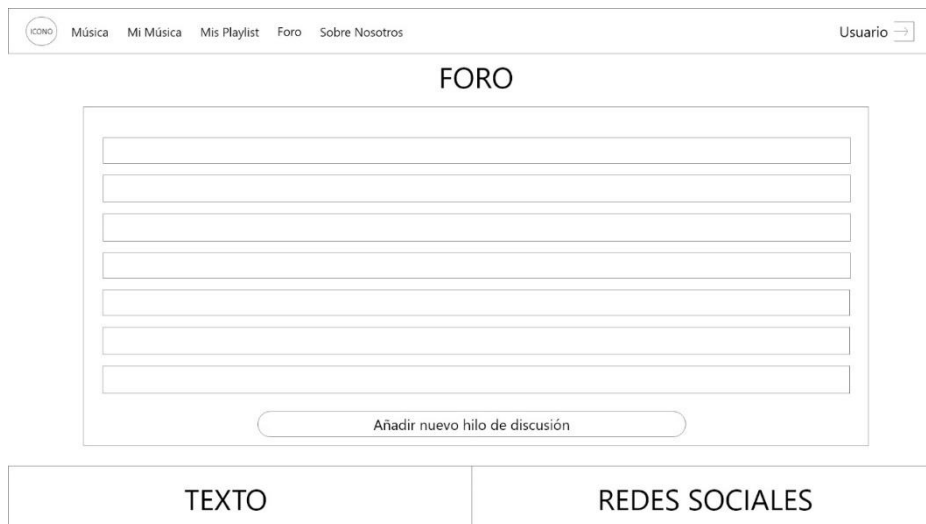 ICONO Música Mi Música Mis Playlist Foro Sobre Nosotros Usuario
FORO
Añadir nuevo hilo de discusión
TEXTO REDES SOCIALES